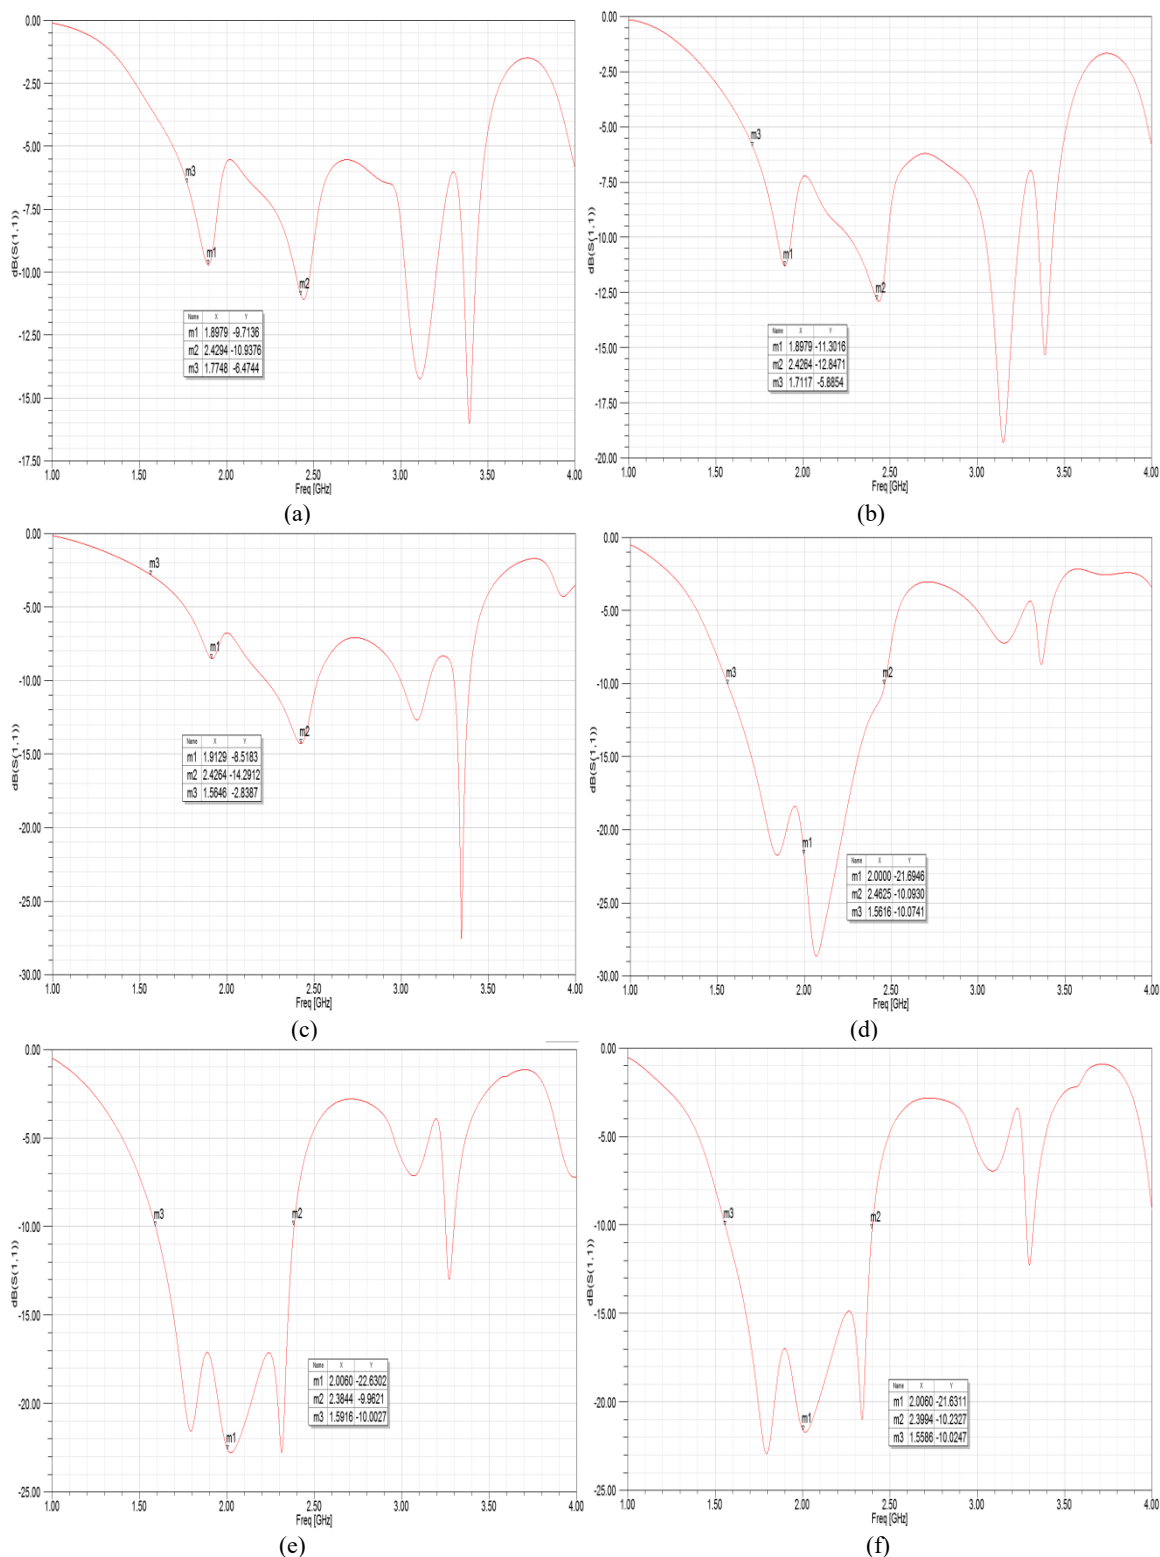 0.00
-2.50
-5.00
-7.50
-10.00
-12.50
-15.00
-17.50
dB(S(1,1))
m3
m1
m2
Name X Y
m1 1.8979 -9.7136
m2 2.4294 -10.9376
m3 1.7748 -6.4744
1.00 1.50 2.00 2.50 3.00 3.50 4.00
Freq [GHz]
(a)
0.00
-2.50
-5.00
-7.50
-10.00
-12.50
-15.00
-17.50
-20.00
dB(S(1,1))
m3
m1
m2
Name X Y
m1 1.8979 -11.3016
m2 2.4264 -12.8471
m3 1.7117 -5.8854
1.00 1.50 2.00 2.50 3.00 3.50 4.00
Freq [GHz]
(b)
0.00
-5.00
-10.00
-15.00
-20.00
-25.00
-30.00
dB(S(1,1))
m3
m1
m2
Name X Y
m1 1.9129 -8.5183
m2 2.4264 -14.2912
m3 1.5646 -2.8387
1.00 1.50 2.00 2.50 3.00 3.50 4.00
Freq [GHz]
(c)
0.00
-5.00
-10.00
-15.00
-20.00
-25.00
-30.00
dB(S(1,1))
m3
m2
m1
Name X Y
m1 2.0000 -21.6946
m2 2.4625 -10.0930
m3 1.5616 -10.0741
1.00 1.50 2.00 2.50 3.00 3.50 4.00
Freq [GHz]
(d)
0.00
-5.00
-10.00
-15.00
-20.00
-25.00
dB(S(1,1))
m3
m2
m1
Name X Y
m1 2.0060 -22.6302
m2 2.3844 -9.9621
m3 1.5916 -10.0027
1.00 1.50 2.00 2.50 3.00 3.50 4.00
Freq [GHz]
(e)
0.00
-5.00
-10.00
-15.00
-20.00
-25.00
dB(S(1,1))
m3
m2
m1
Name X Y
m1 2.0060 -21.6311
m2 2.3994 -10.2327
m3 1.5586 -10.0247
1.00 1.50 2.00 2.50 3.00 3.50 4.00
Freq [GHz]
(f)